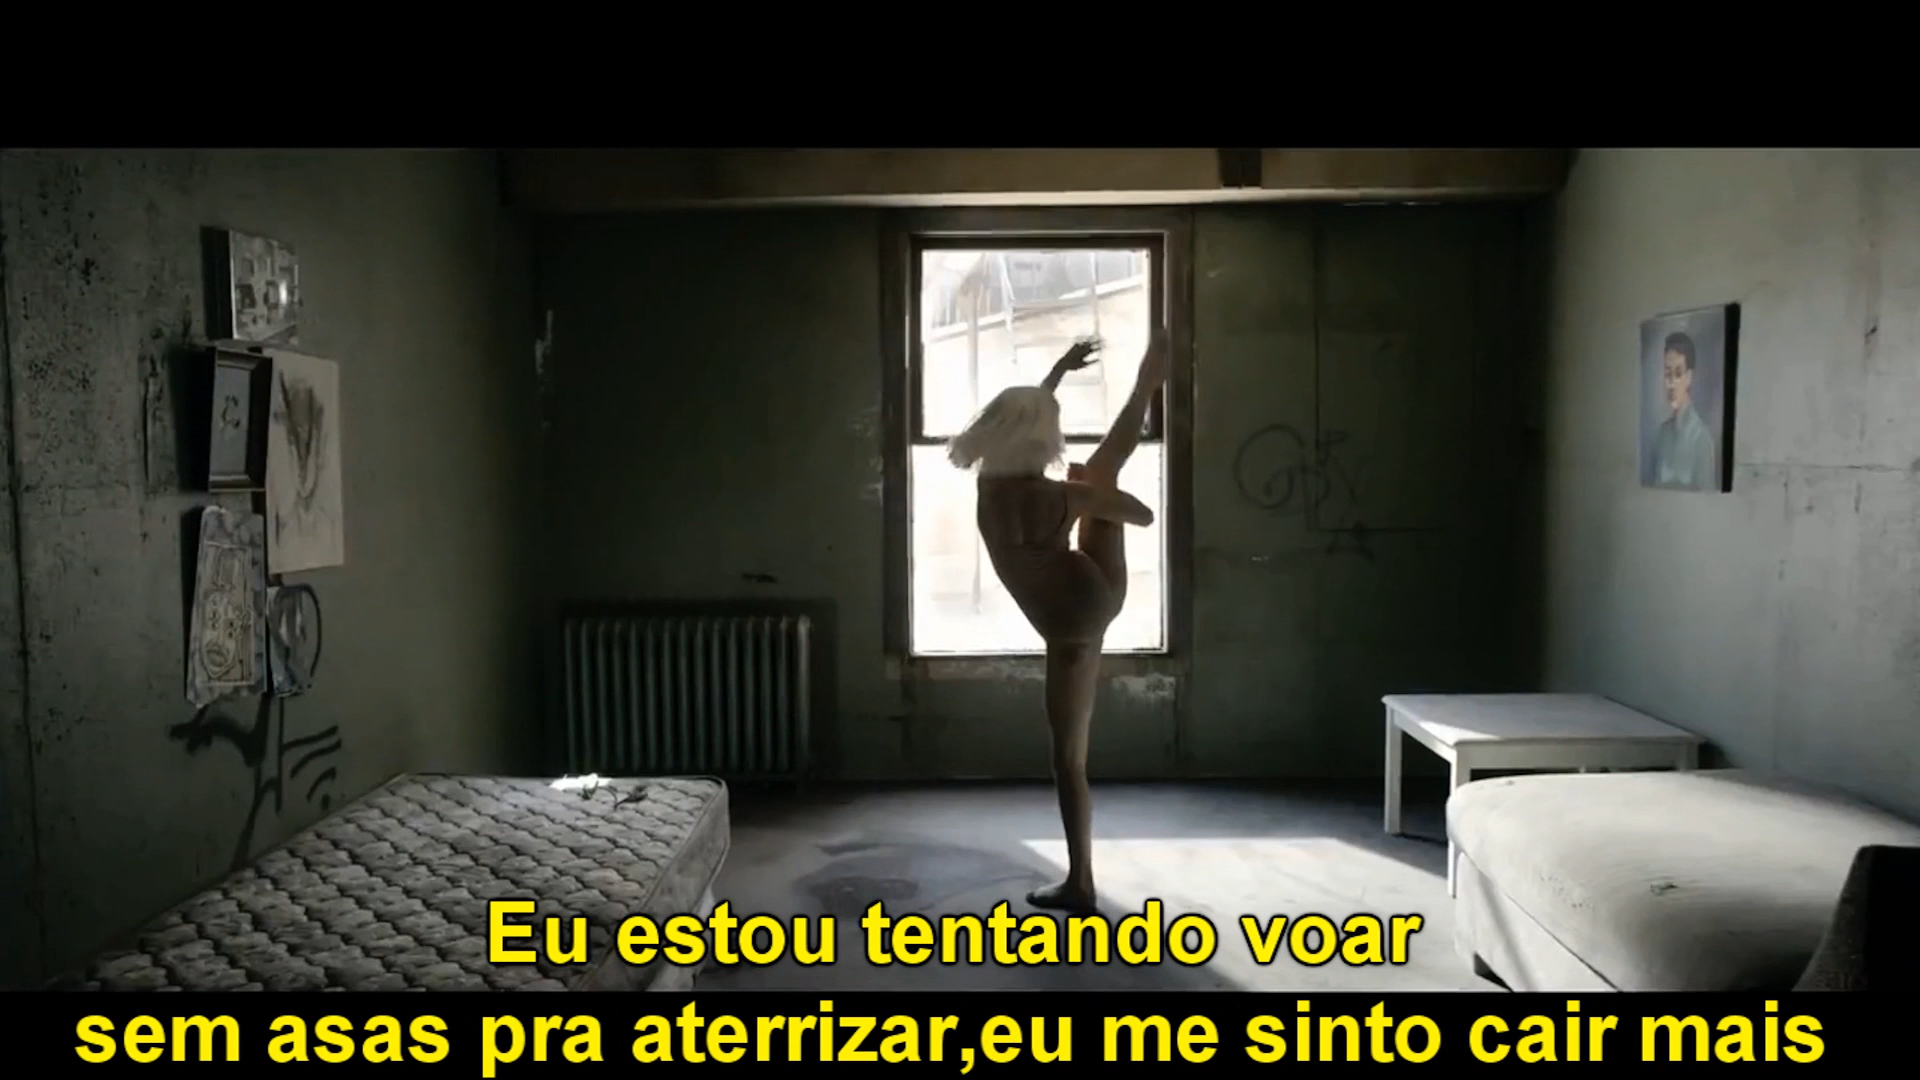 Eu estou tentando voar
sem asas pra aterrizar,eu me sinto cair mais